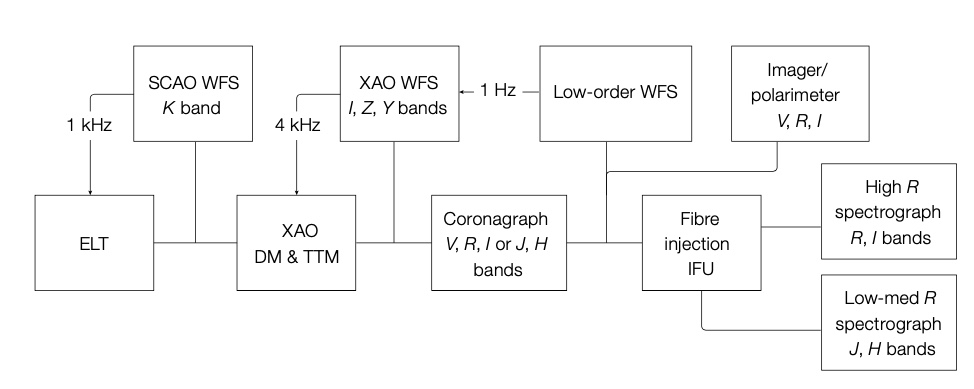 SCAO WFS
K band
1 kHz
XAO WFS
I, Z, Y bands
4 kHz
1 Hz
Low-order WFS
Imager/
polarimeter
V, R, I
ELT
XAO
DM & TTM
Coronagraph
V, R, I or J, H
bands
Fibre
injection
IFU
High R
spectrograph
R, I bands
Low-med R
spectrograph
J, H bands